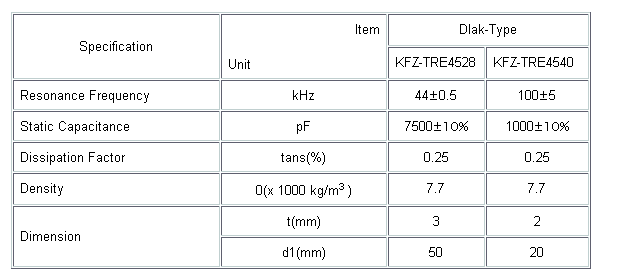 Specification
Item
Unit
Dlak-Type
KFZ-TRE4528 KFZ-TRE4540
Resonance Frequency kHz 44±0.5 100±5
Static Capacitance pF 7500±10% 1000±10%
Dissipation Factor tans(%) 0.25 0.25
Density 0(x 1000 kg/m³ ) 7.7 7.7
Dimension
t(mm) 3 2
d1(mm) 50 20